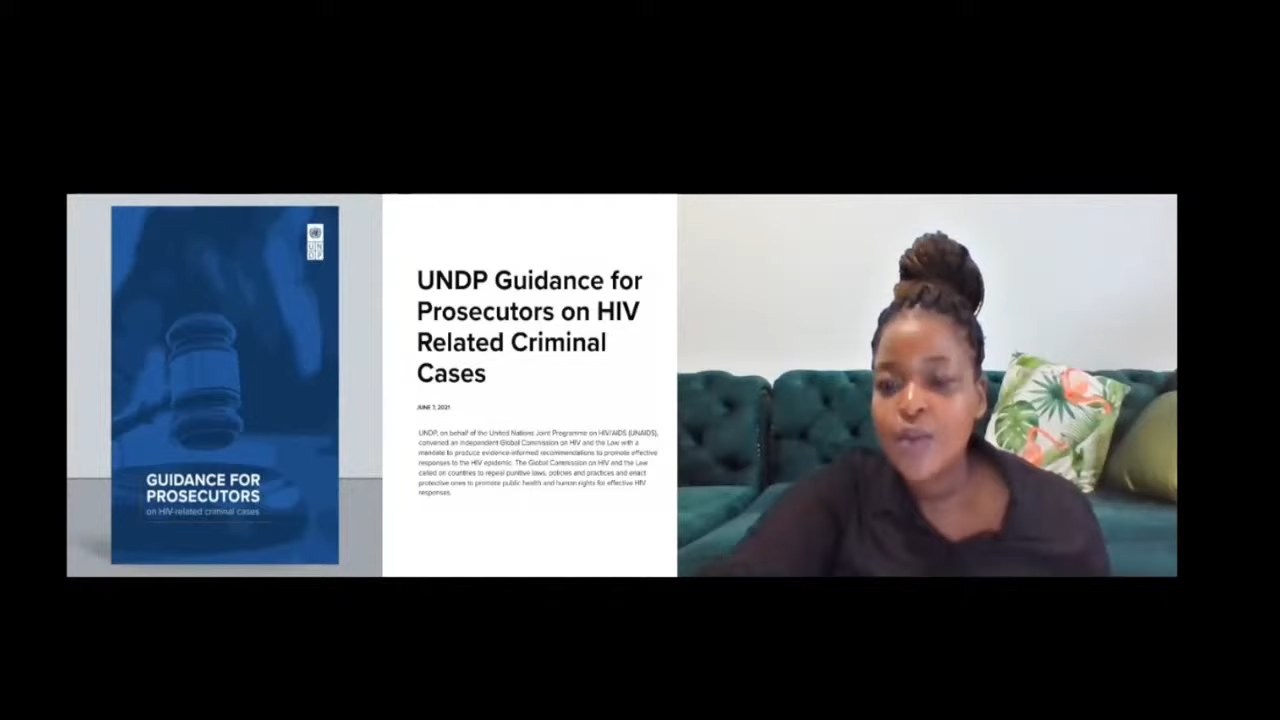 UN
DP
GUIDANCE FOR
PROSECUTORS
on HIV-related criminal cases
UNDP Guidance for
Prosecutors on HIV
Related Criminal
Cases
JUNE 7, 2021
UNDP, on behalf of the United Nations Joint Programme on HIV/AIDS (UNAIDS),
convened an independent Global Commission on HIV and the Law with a
mandate to produce evidence-informed recommendations to promote effective
responses to the HIV epidemic. The Global Commission on HIV and the Law
called on countries to repeal punitive laws, policies and practices and enact
protective ones to promote public health and human rights for effective HIV
responses.